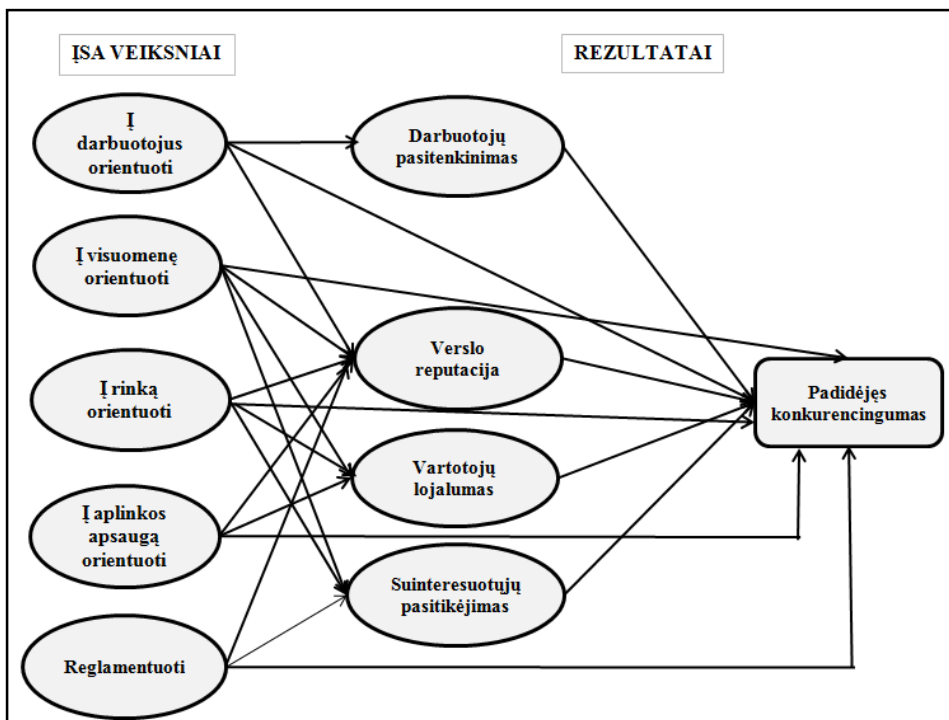 ĮSA VEIKSNIAI
REZULTATAI
Į
darbuotojus
orientuoti
Darbuotojų
pasitenkinimas
Į visuomenę
orientuoti
Verslo
reputacija
Į rinką
orientuoti
Padidėjęs
konkurencingumas
Vartotojų
lojalumas
Į aplinkos
apsaugą
orientuoti
Suinteresuotųjų
pasitikėjimas
Reglamentuoti